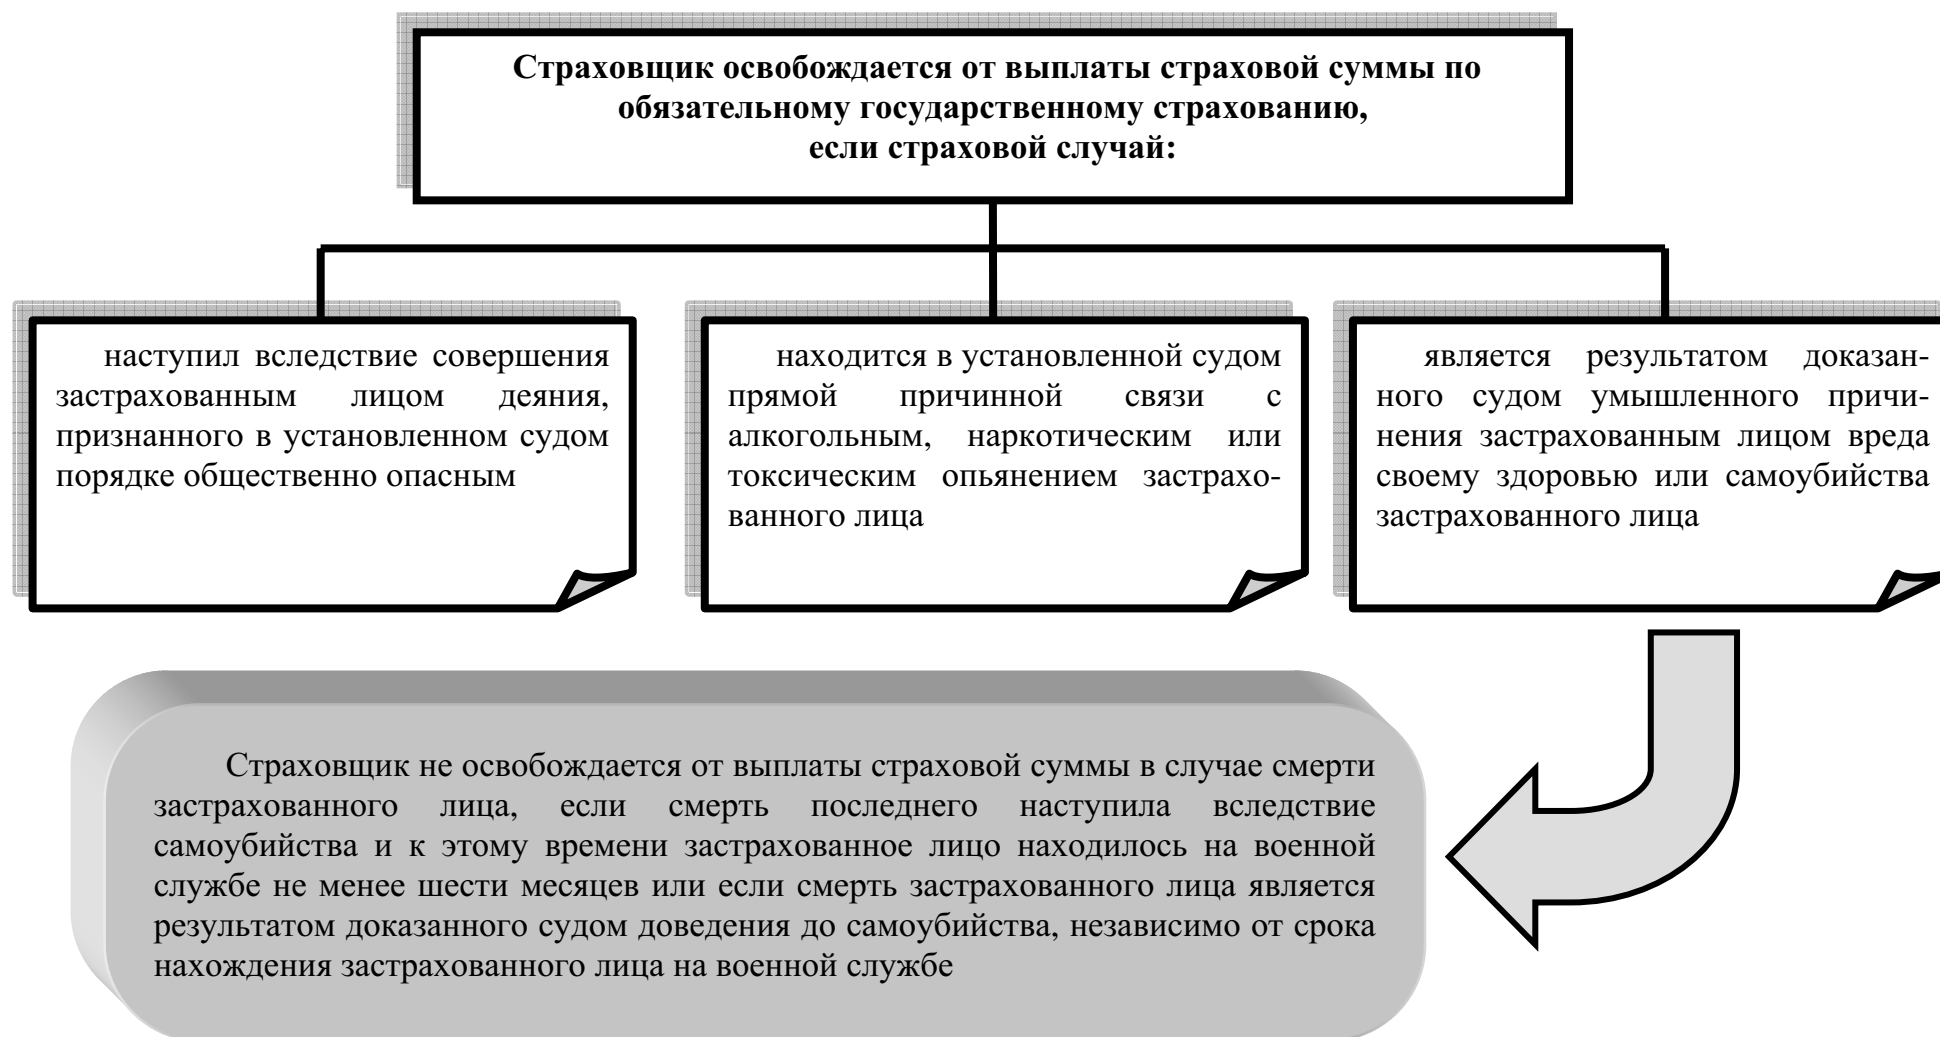 Страховщик освобождается от выплаты страховой суммы по
обязательному государственному страхованию,
если страховой случай:
наступил вследствие совершения
застрахованным лицом деяния,
признанного в установленном судом
порядке общественно опасным
находится в установленной судом
прямой причинной связи с
алкогольным, наркотическим или
токсическим опьянением застрахо-
ванного лица
является результатом доказан-
ного судом умышленного причи-
нения застрахованным лицом вреда
своему здоровью или самоубийства
застрахованного лица
Страховщик не освобождается от выплаты страховой суммы в случае смерти
застрахованного лица, если смерть последнего наступила вследствие
самоубийства и к этому времени застрахованное лицо находилось на военной
службе не менее шести месяцев или если смерть застрахованного лица является
результатом доказанного судом доведения до самоубийства, независимо от срока
нахождения застрахованного лица на военной службе